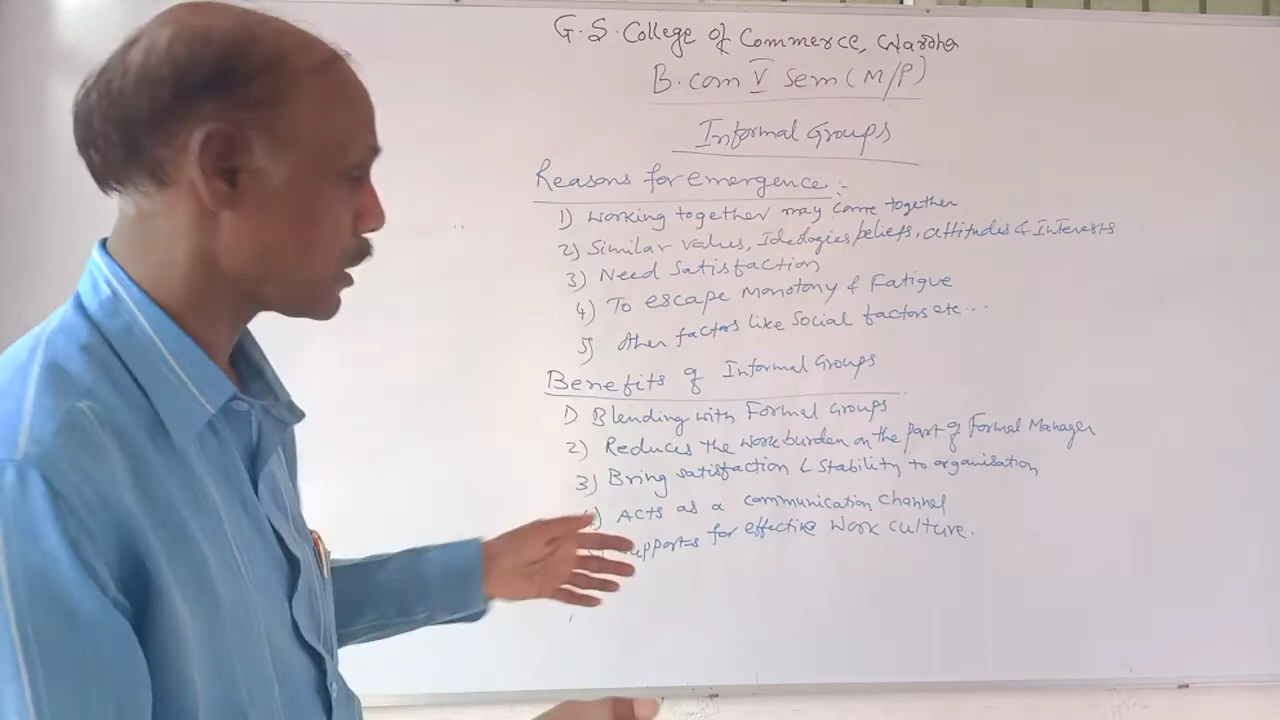 G.S. College of Commerce, Wardha
B.com V Sem (M/P)
Informal Groups
Reasons for emergence :-
1) Working together may come together
2) Similar values, Ideologies, beliefs, attitudes & Interests
3) Need Satisfaction
4) To escape Monotony & Fatigue
5) Other factors like Social factors etc...
Benefits of Informal Groups
1) Blending with Formal Groups
2) Reduces the work burden on the part of Formal Manager
3) Bring satisfaction & stability to organisation
Acts as a communication channel
for effective Work culture.